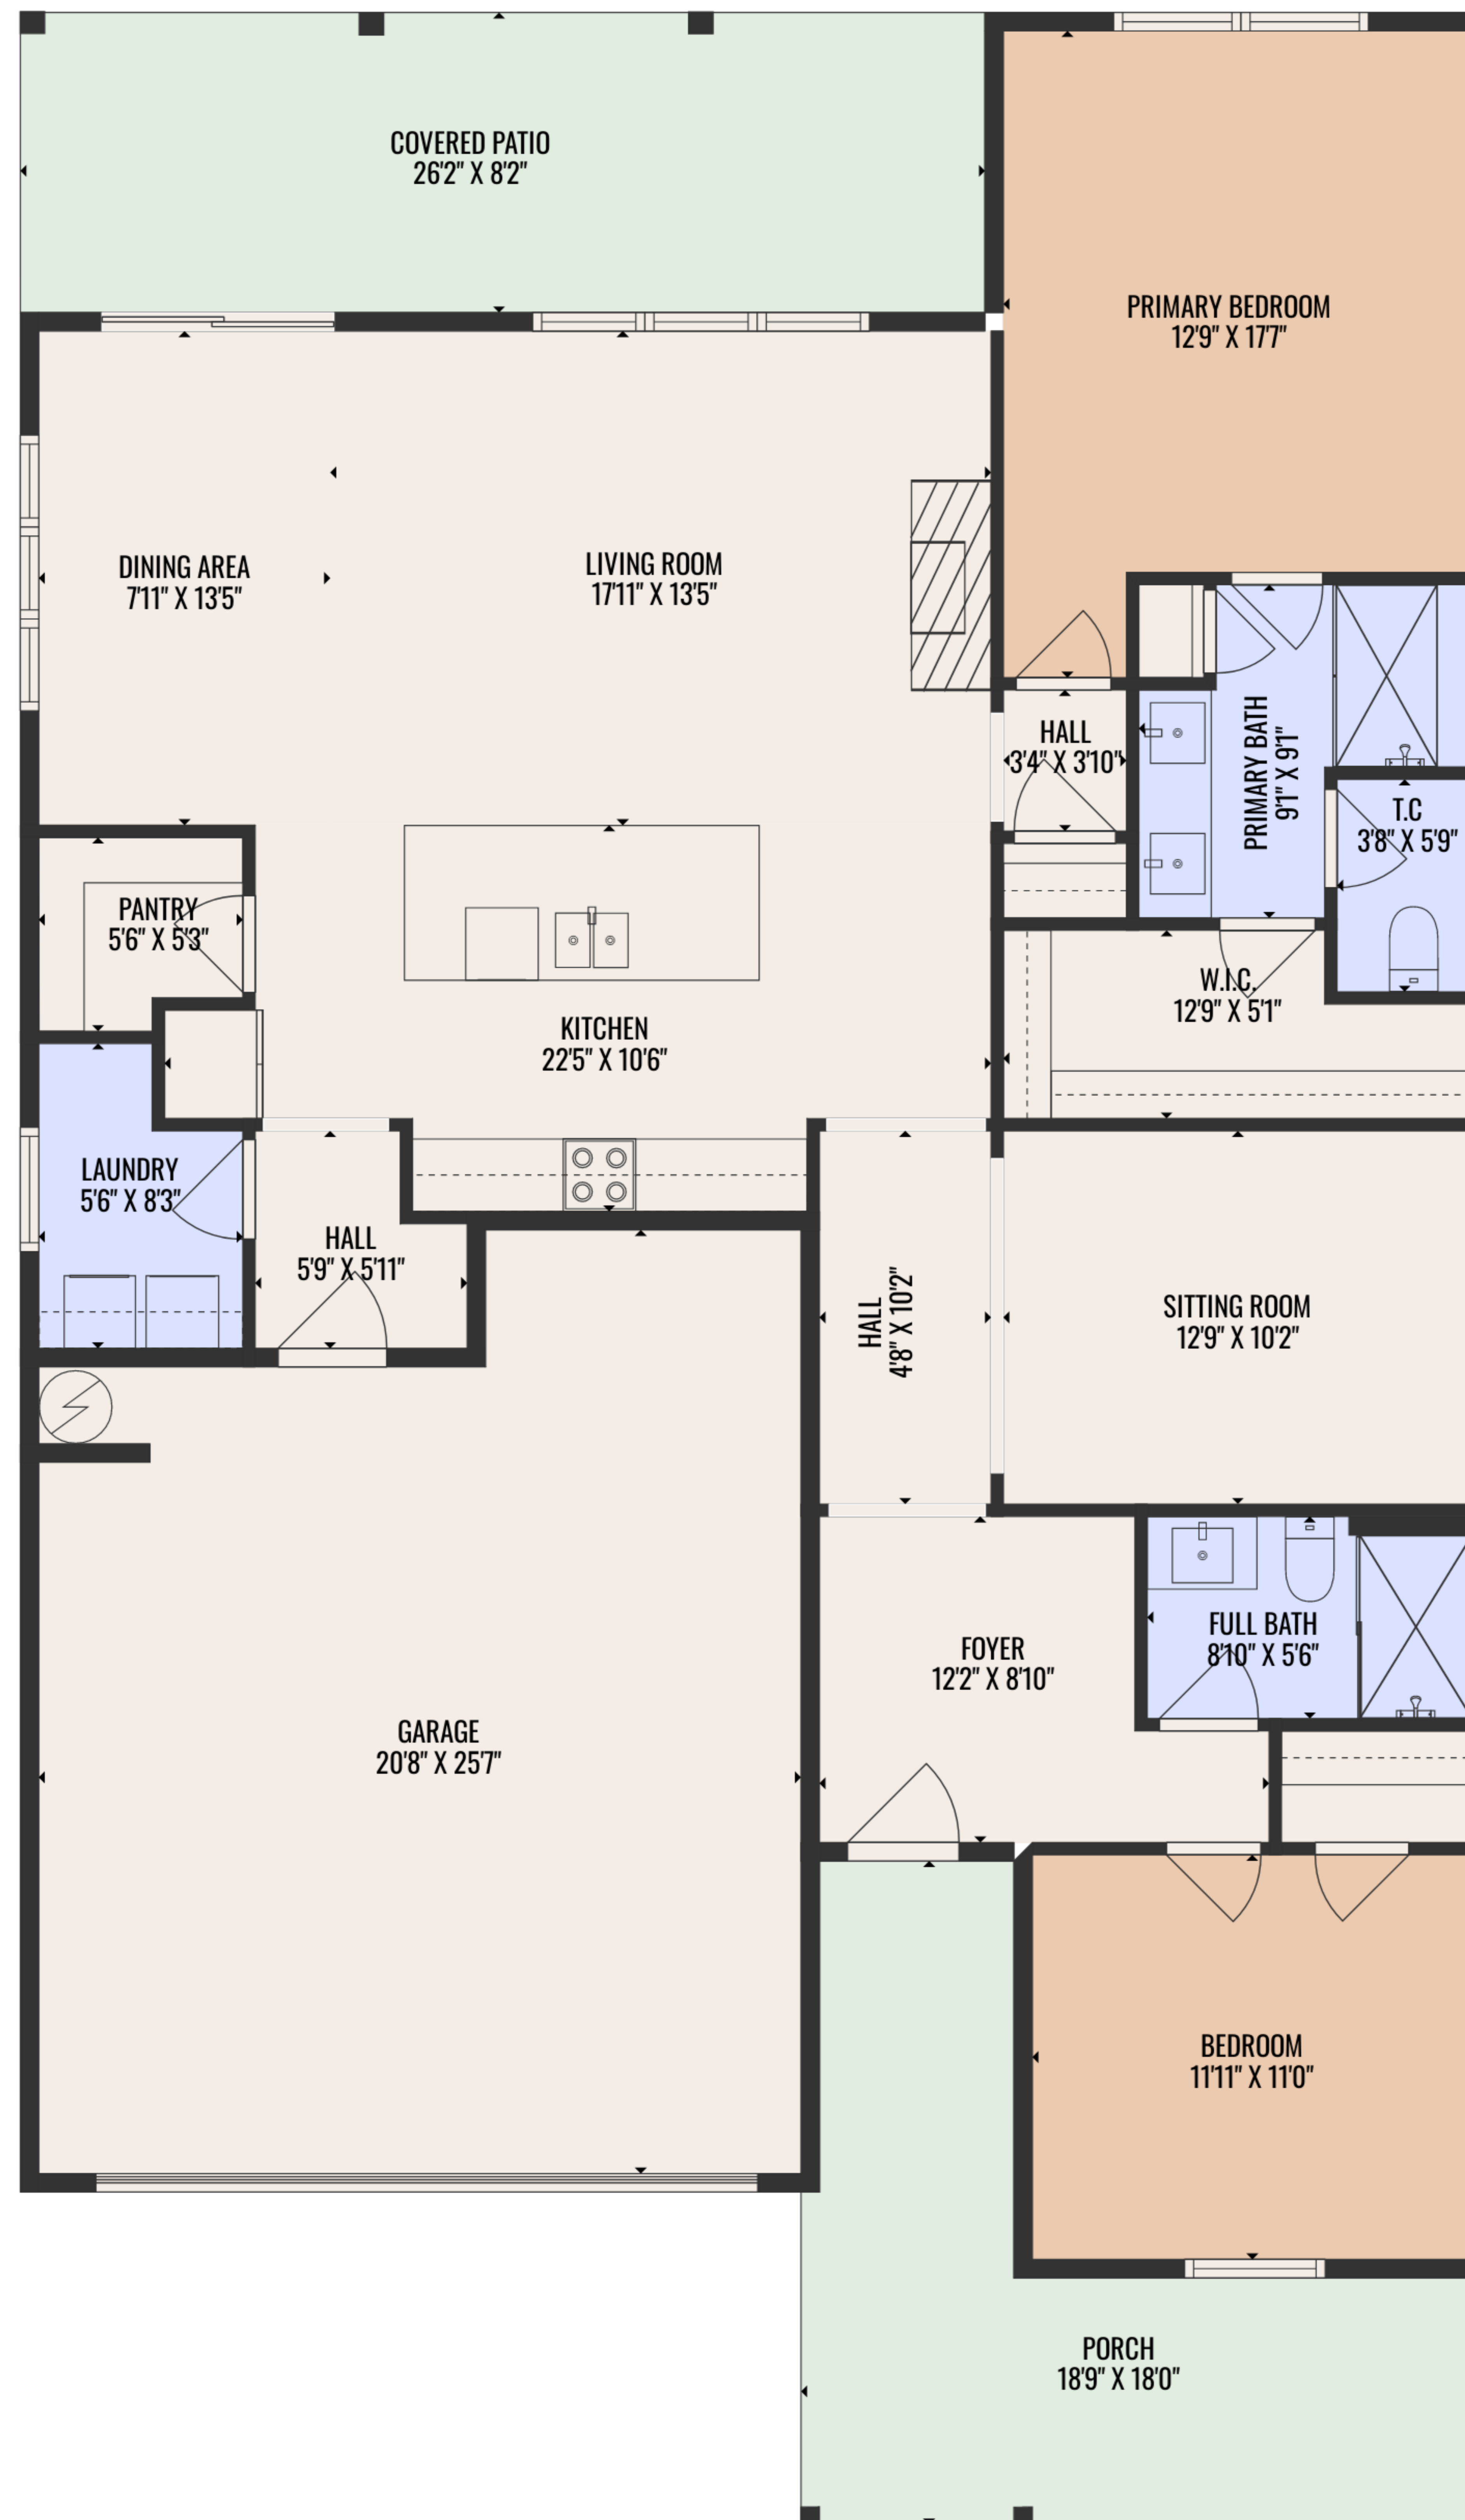 COVERED PATIO
26'2" X 8'2"
PRIMARY BEDROOM
12'9" X 17'7"
DINING AREA
7'11" X 13'5"
LIVING ROOM
17'11" X 13'5"
HALL
3'4" X 3'10"
PRIMARY BATH
9'1" X 9'1"
T.C
3'8" X 5'9"
PANTRY
5'6" X 5'3"
KITCHEN
22'5" X 10'6"
W.I.C.
12'9" X 5'1"
LAUNDRY
5'6" X 8'3"
HALL
5'9" X 5'11"
HALL
4'8" X 10'2"
SITTING ROOM
12'9" X 10'2"
FOYER
12'2" X 8'10"
FULL BATH
8'10" X 5'6"
GARAGE
20'8" X 25'7"
BEDROOM
11'11" X 11'0"
PORCH
18'9" X 18'0"